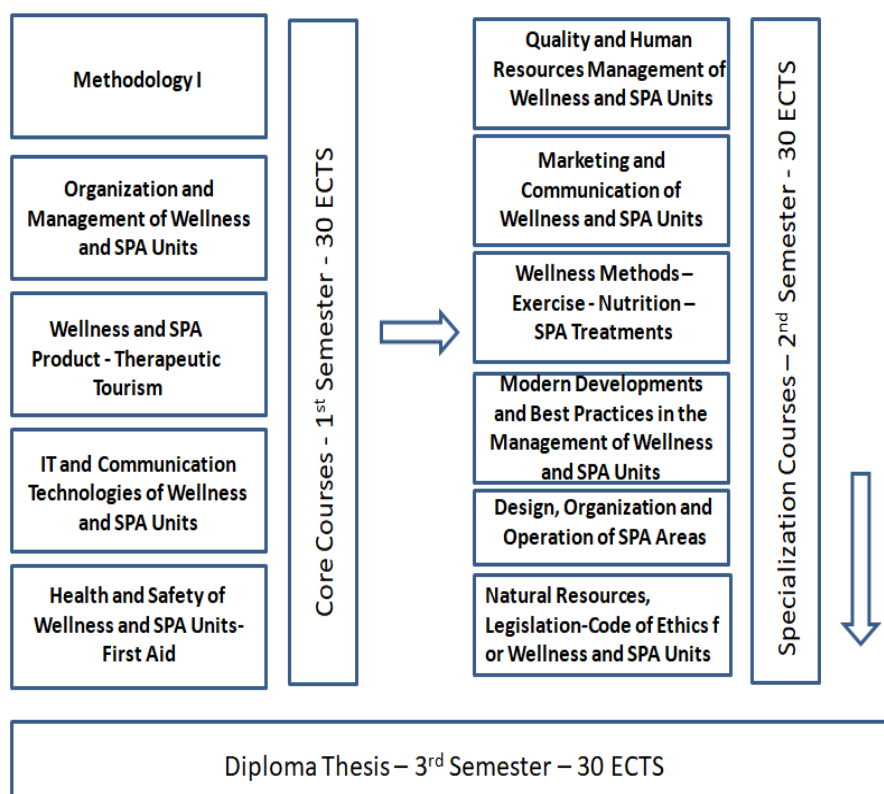 Methodology I
Organization and
Management of Wellness
and SPA Units
Wellness and SPA
Product - Therapeutic
Tourism
IT and Communication
Technologies of Wellness
and SPA Units
Health and Safety of
Wellness and SPA Units-
First Aid
Core Courses - 1st Semester - 30 ECTS
Quality and Human
Resources Management of
Wellness and SPA Units
Marketing and
Communication of
Wellness and SPA Units
Wellness Methods –
Exercise - Nutrition –
SPA Treatments
Modern Developments
and Best Practices in the
Management of Wellness
and SPA Units
Design, Organization and
Operation of SPA Areas
Natural Resources,
Legislation-Code of Ethics f
or Wellness and SPA Units
Specialization Courses – 2nd Semester - 30 ECTS
Diploma Thesis – 3rd Semester – 30 ECTS